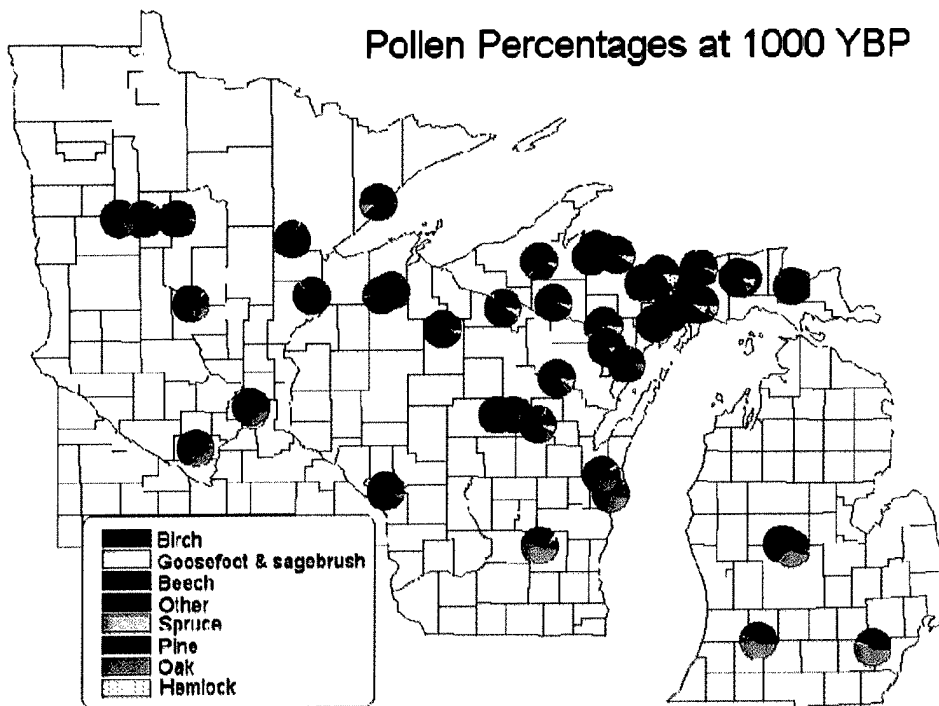 Pollen Percentages at 1000 YBP
Birch
Goosefoot & sagebrush
Beech
Other
Spruce
Pine
Oak
Hemlock